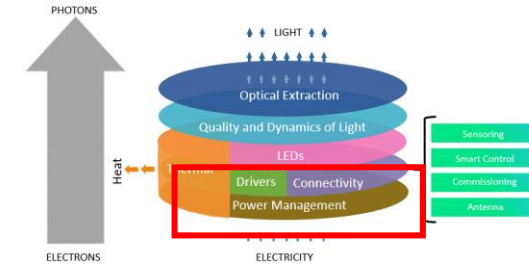 PHOTONS
LIGHT
Optical Extraction
Quality and Dynamics of Light
Sensoring
LEDs
Smart Control
Thermal
Heat
Drivers
Connectivity
Commissioning
Power Management
Antenna
ELECTRONS
ELECTRICITY